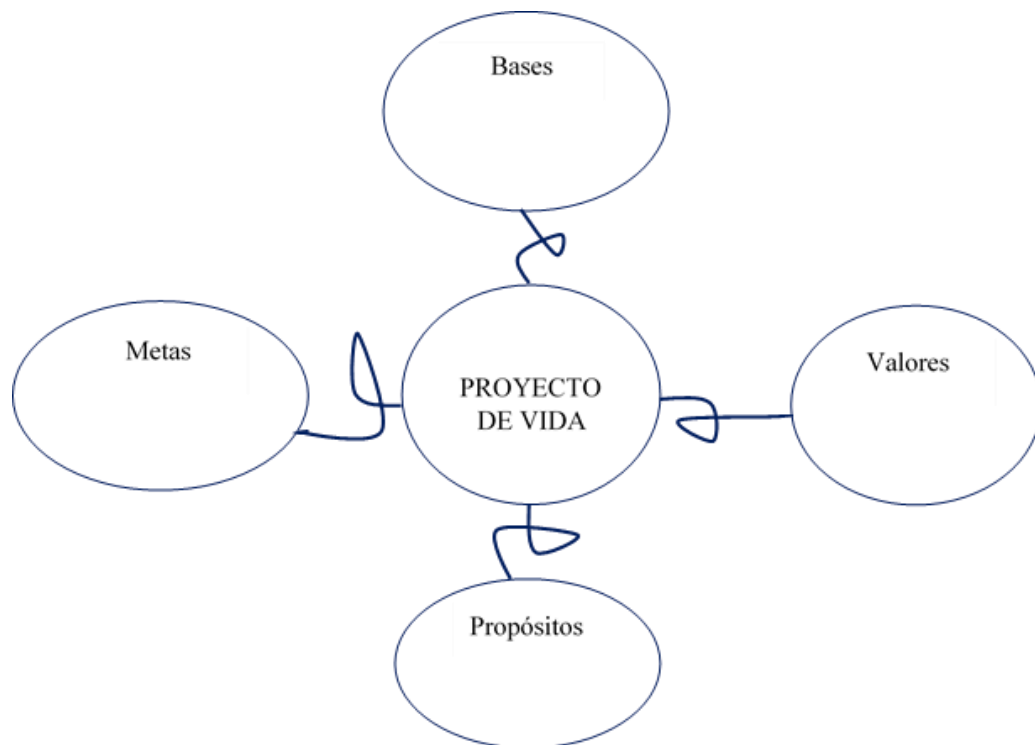 Bases
Metas
Valores
PROYECTO
DE VIDA
Propósitos